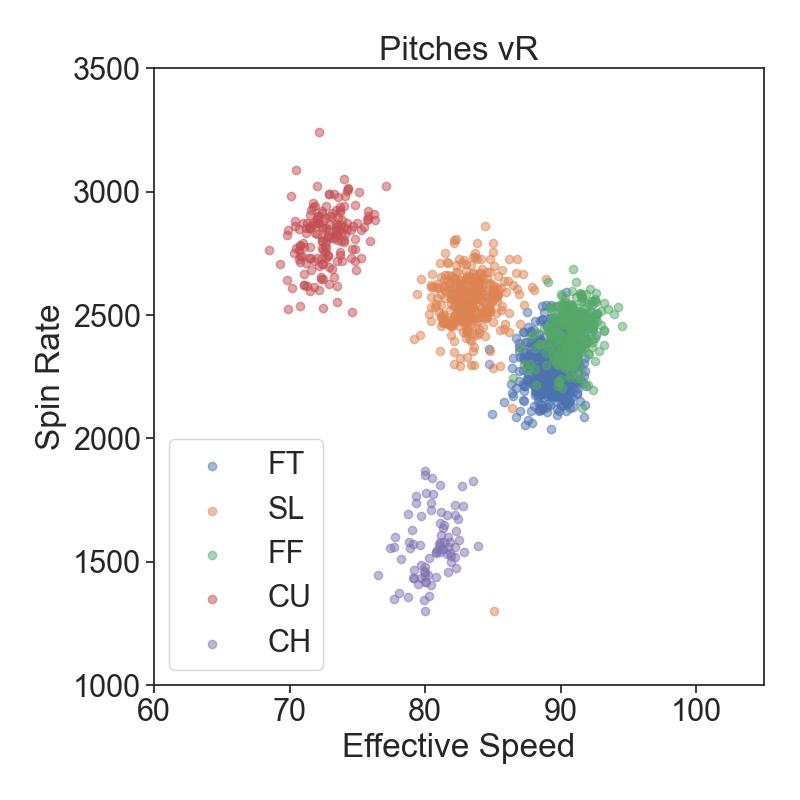 Pitches vR
3500
3000
2500
2000
1500
1000
Spin Rate
FT
SL
FF
CU
CH
60 70 80 90 100
Effective Speed